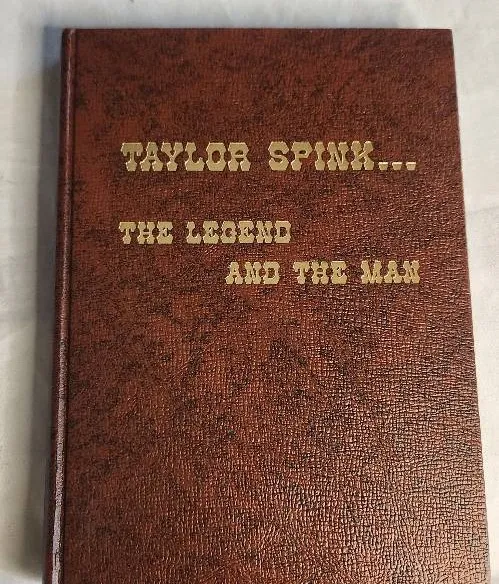 TAYLOR SPINK...
THE LEGEND
AND THE MAN